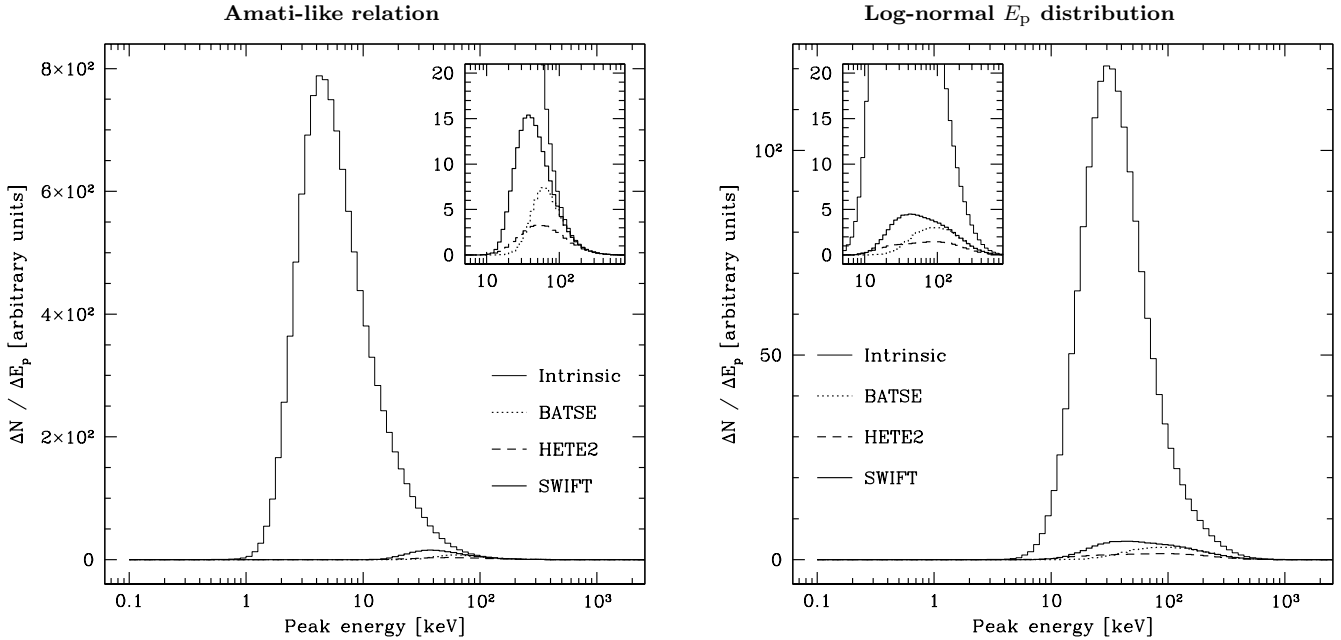 Amati-like relation
8×10²
6×10²
4×10²
2×10²
0
ΔN / ΔEₚ [arbitrary units]
0.1 1 10 10² 10³
Peak energy [keV]
20
15
10
5
0
10 10²
Intrinsic
BATSE
HETE2
SWIFT
Log-normal Eₚ distribution
10²
50
0
ΔN / ΔEₚ [arbitrary units]
0.1 1 10 10² 10³
Peak energy [keV]
20
15
10
5
0
10 10²
Intrinsic
BATSE
HETE2
SWIFT